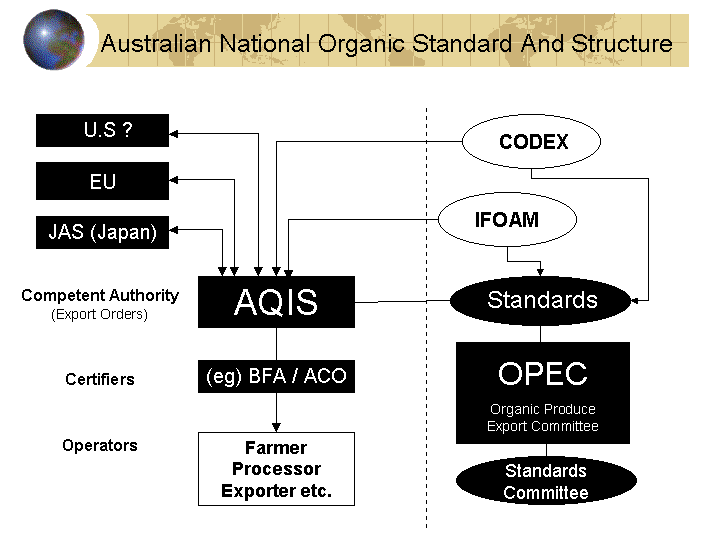 Australian National Organic Standard And Structure
U.S ?
CODEX
EU
IFOAM
JAS (Japan)
Competent Authority
(Export Orders)
AQIS
Standards
Certifiers
(eg) BFA / ACO
OPEC
Organic Produce
Export Committee
Operators
Farmer
Processor
Exporter etc.
Standards
Committee